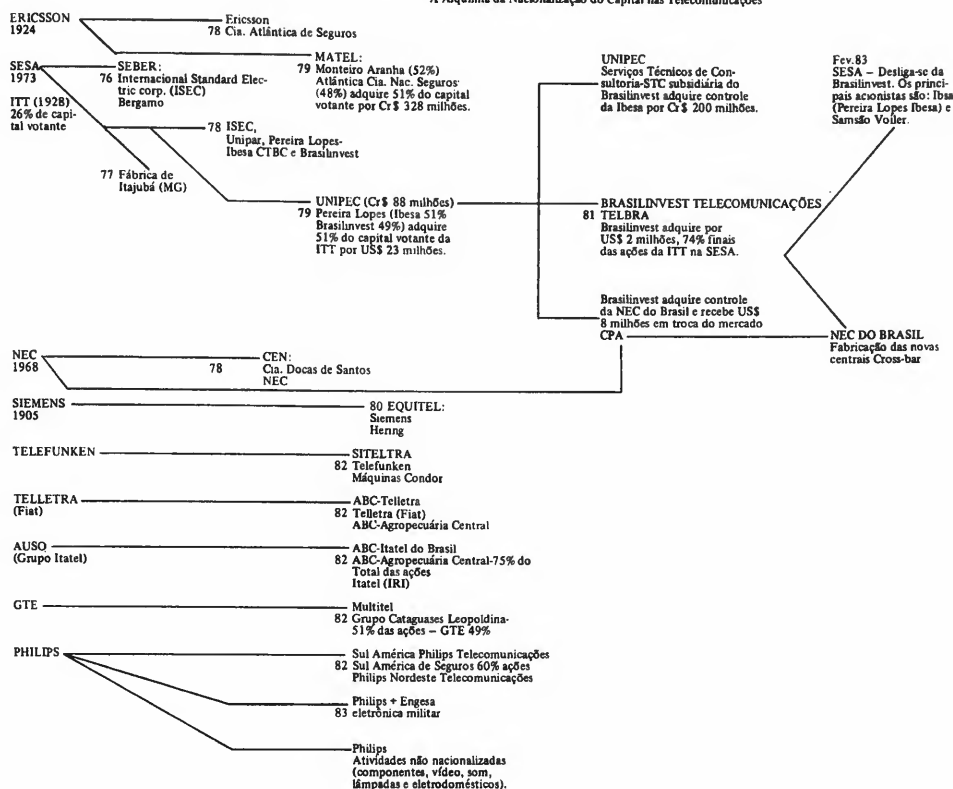 A Alquimia da Nacionalização do Capital nas Telecomunicações
ERICSSON
1924
Ericsson
78 Cia. Atlântica de Seguros
MATEL:
79 Monteiro Aranha (52%)
Atlântica Cia. Nac. Seguros
(48%) adquire 51% do capital
votante por Cr$ 328 milhões.
SESA
1973
ITT (1928)
26% de capi-
tal votante
SEBER:
76 Internacional Standard Elec-
tric corp. (ISEC)
Bergamo
78 ISEC,
Unipar, Pereira Lopes-
Ibesa CTBC e Brasilinvest
77 Fábrica de
Itajubá (MG)
UNIPEC (Cr$ 88 milhões)
79 Pereira Lopes (Ibesa 51%
Brasilinvest 49%) adquire
51% do capital votante da
ITT por US$ 23 milhões.
UNIPEC
Serviços Técnicos de Con-
sultoria-STC subsidiária do
Brasilinvest adquire controle
da Ibesa por Cr$ 200 milhões.
BRASILINVEST TELECOMUNICAÇÕES
81 TELBRA
Brasilinvest adquire por
US$ 2 milhões, 74% finais
das ações da ITT na SESA.
Brasilinvest adquire controle
da NEC do Brasil e recebe US$
8 milhões em troca do mercado
CPA
Fev.83
SESA – Desliga-se da
Brasilinvest. Os princi-
pais acionistas são: Ibsa
(Pereira Lopes Ibesa) e
Samsão Voiler.
NEC DO BRASIL
Fabricação das novas
centrais Cross-bar
NEC
1968
CEN:
78 Cia. Docas de Santos
NEC
SIEMENS
1905
80 EQUITEL:
Siemens
Hering
TELEFUNKEN
SITELTRA
82 Telefunken
Máquinas Condor
TELLETRA
(Fiat)
ABC-Telletra
82 Telletra (Fiat)
ABC-Agropecuária Central
AUSO
(Grupo Itatel)
ABC-Itatel do Brasil
82 ABC-Agropecuária Central-75% do
Total das ações
Itatel (IRI)
GTE
Multitel
82 Grupo Cataguases Leopoldina-
51% das ações – GTE 49%
PHILIPS
Sul América Philips Telecomunicações
82 Sul América de Seguros 60% ações
Philips Nordeste Telecomunicações
Philips + Engesa
83 eletrônica militar
Philips
Atividades não nacionalizadas
(componentes, vídeo, som,
lâmpadas e eletrodomésticos).